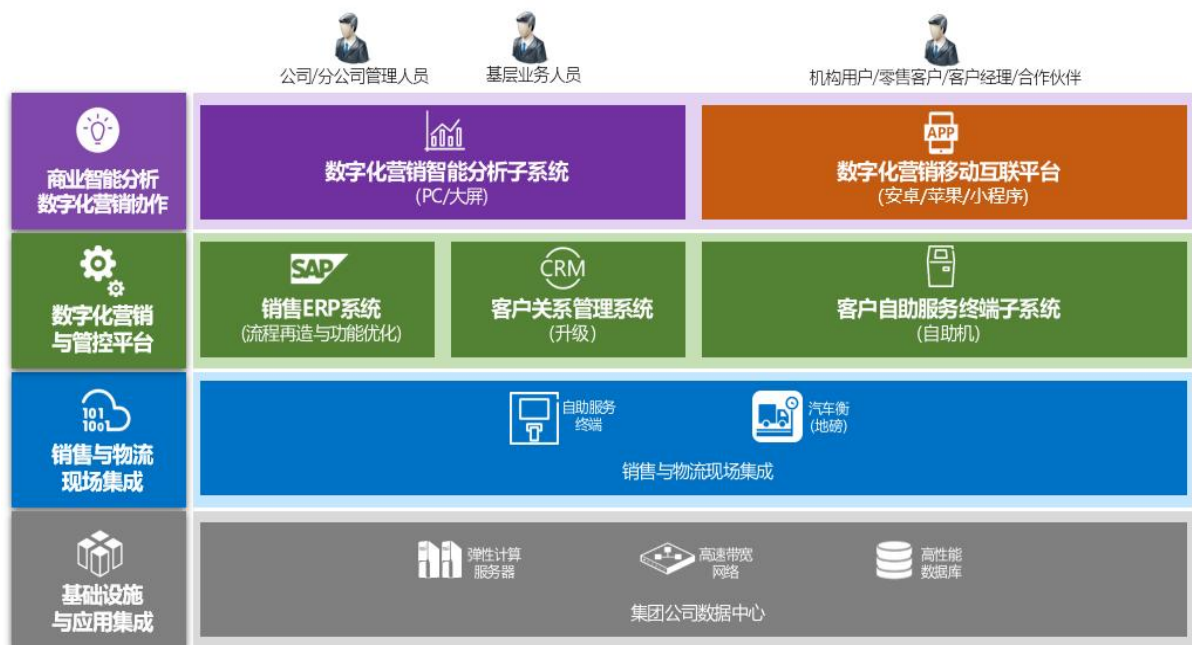 公司/分公司管理人员
基层业务人员
机构用户/零售客户/客户经理/合作伙伴
商业智能分析
数字化营销协作
数字化营销智能分析子系统
(PC/大屏)
APP
数字化营销移动互联平台
(安卓/苹果/小程序)
数字化营销
与管控平台
SAP
销售ERP系统
(流程再造与功能优化)
CRM
客户关系管理系统
(升级)
客户自助服务终端子系统
(自助机)
101
1001
销售与物流
现场集成
自助服务
终端
汽车衡
(地磅)
销售与物流现场集成
基础设施
与应用集成
弹性计算
服务器
高速带宽
网络
高性能
数据库
集团公司数据中心